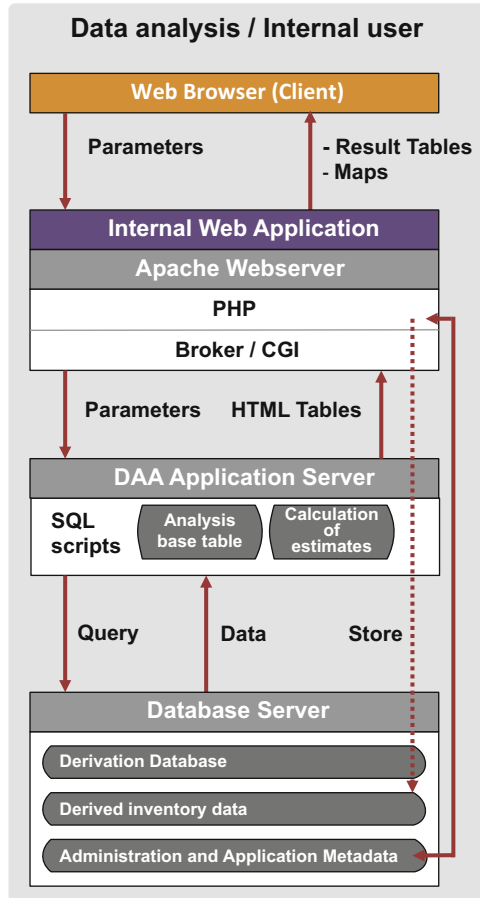 Data analysis / Internal user
Web Browser (Client)
Parameters
- Result Tables
- Maps
Internal Web Application
Apache Webserver
PHP
Broker / CGI
Parameters
HTML Tables
DAA Application Server
SQL
scripts
Analysis
base table
Calculation
of
estimates
Query
Data
Store
Database Server
Derivation Database
Derived inventory data
Administration and Application Metadata